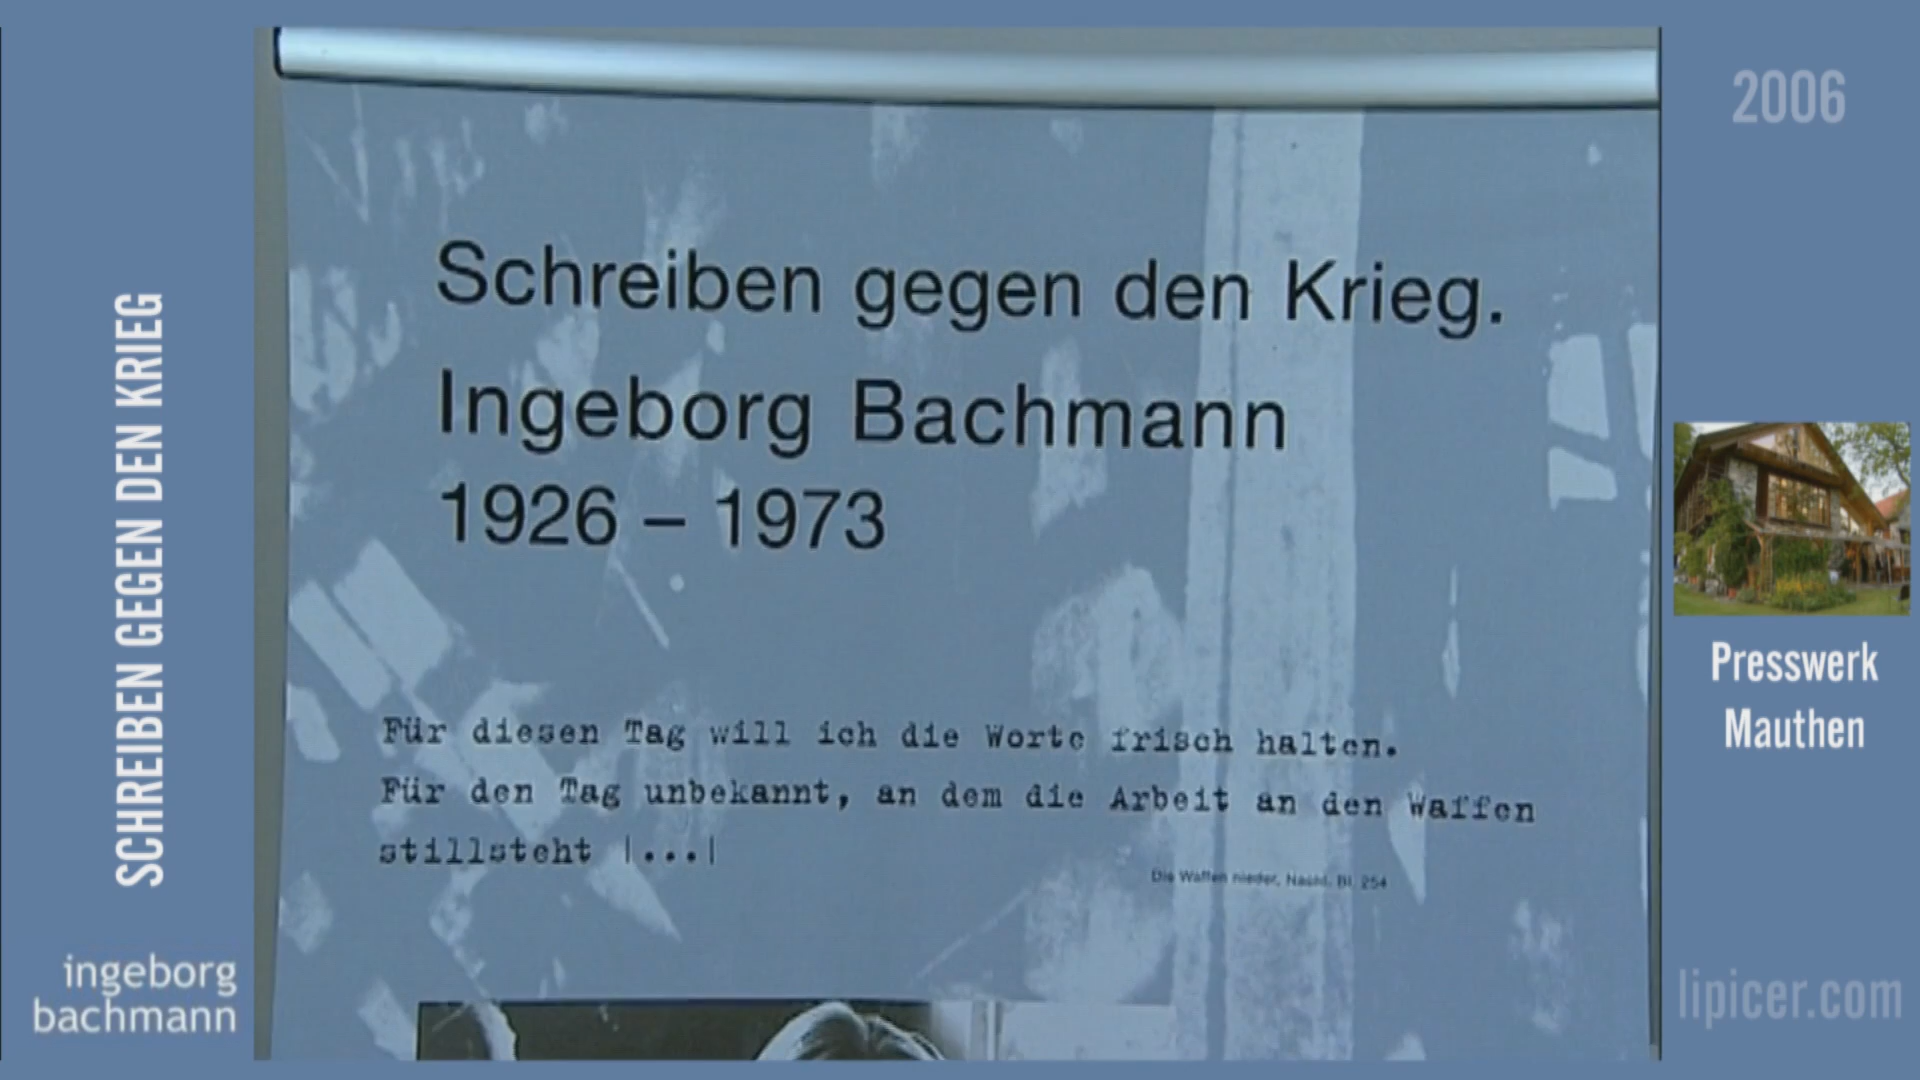 SCHREIBEN GEGEN DEN KRIEG
ingeborg
bachmann
Schreiben gegen den Krieg.
Ingeborg Bachmann
1926 – 1973
Für diesen Tag will ich die Worte frisch halten.
Für den Tag unbekannt, an dem die Arbeit an den Waffen
stillsteht |...|
Die Waffen nieder, Nachl. Bl. 254
2006
Presswerk
Mauthen
lipicer.com